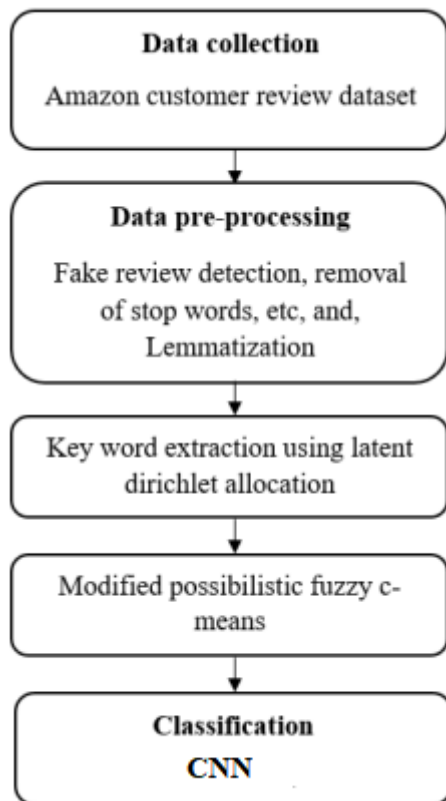 Data collection
Amazon customer review dataset
Data pre-processing
Fake review detection, removal
of stop words, etc, and,
Lemmatization
Key word extraction using latent
dirichlet allocation
Modified possibilistic fuzzy c-
means
Classification
CNN